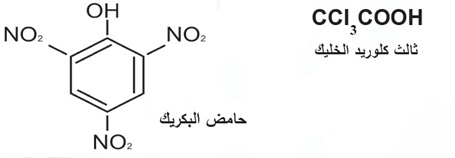 OH
NO₂ NO₂
NO₂
حامض البكريك
CCl₃COOH
ثالث كلوريد الخليك